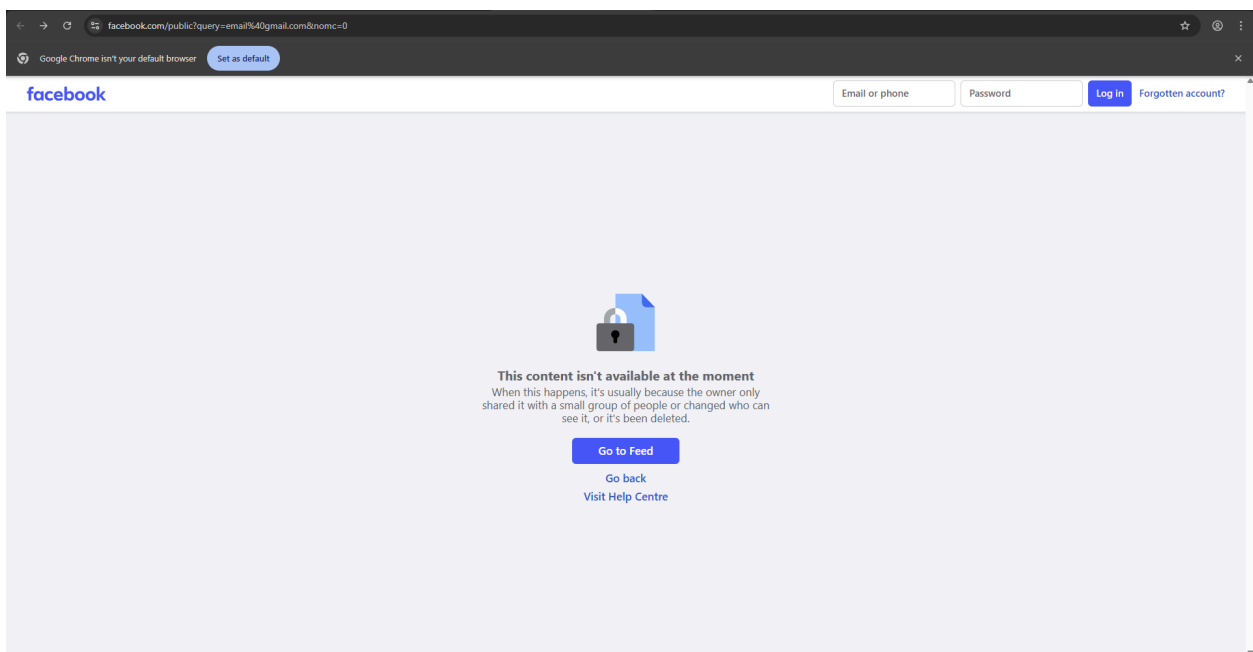 facebook.com/public?query=email%40gmail.com&nomc=0
Google Chrome isn't your default browser Set as default
facebook Email or phone Password Log in Forgotten account?
This content isn't available at the moment
When this happens, it's usually because the owner only
shared it with a small group of people or changed who can
see it, or it's been deleted.
Go to Feed
Go back
Visit Help Centre